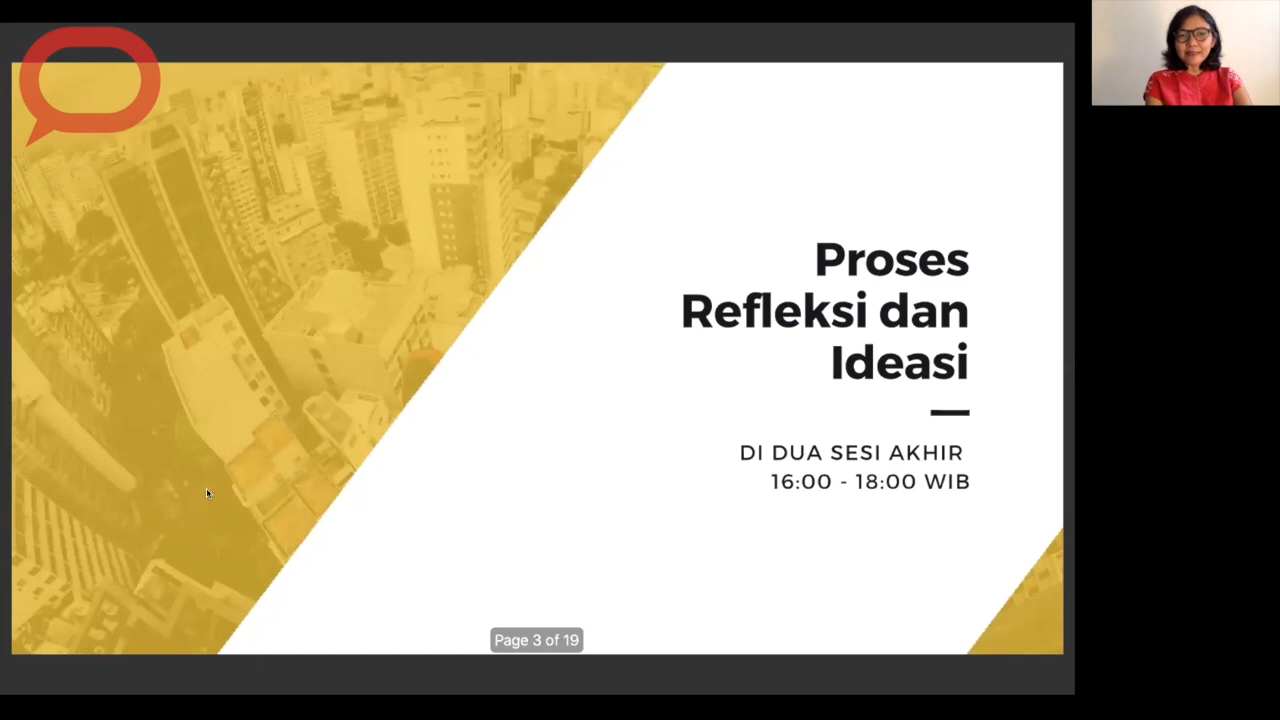 Proses
Refleksi dan
Ideasi
DI DUA SESI AKHIR
16:00 - 18:00 WIB
Page 3 of 19